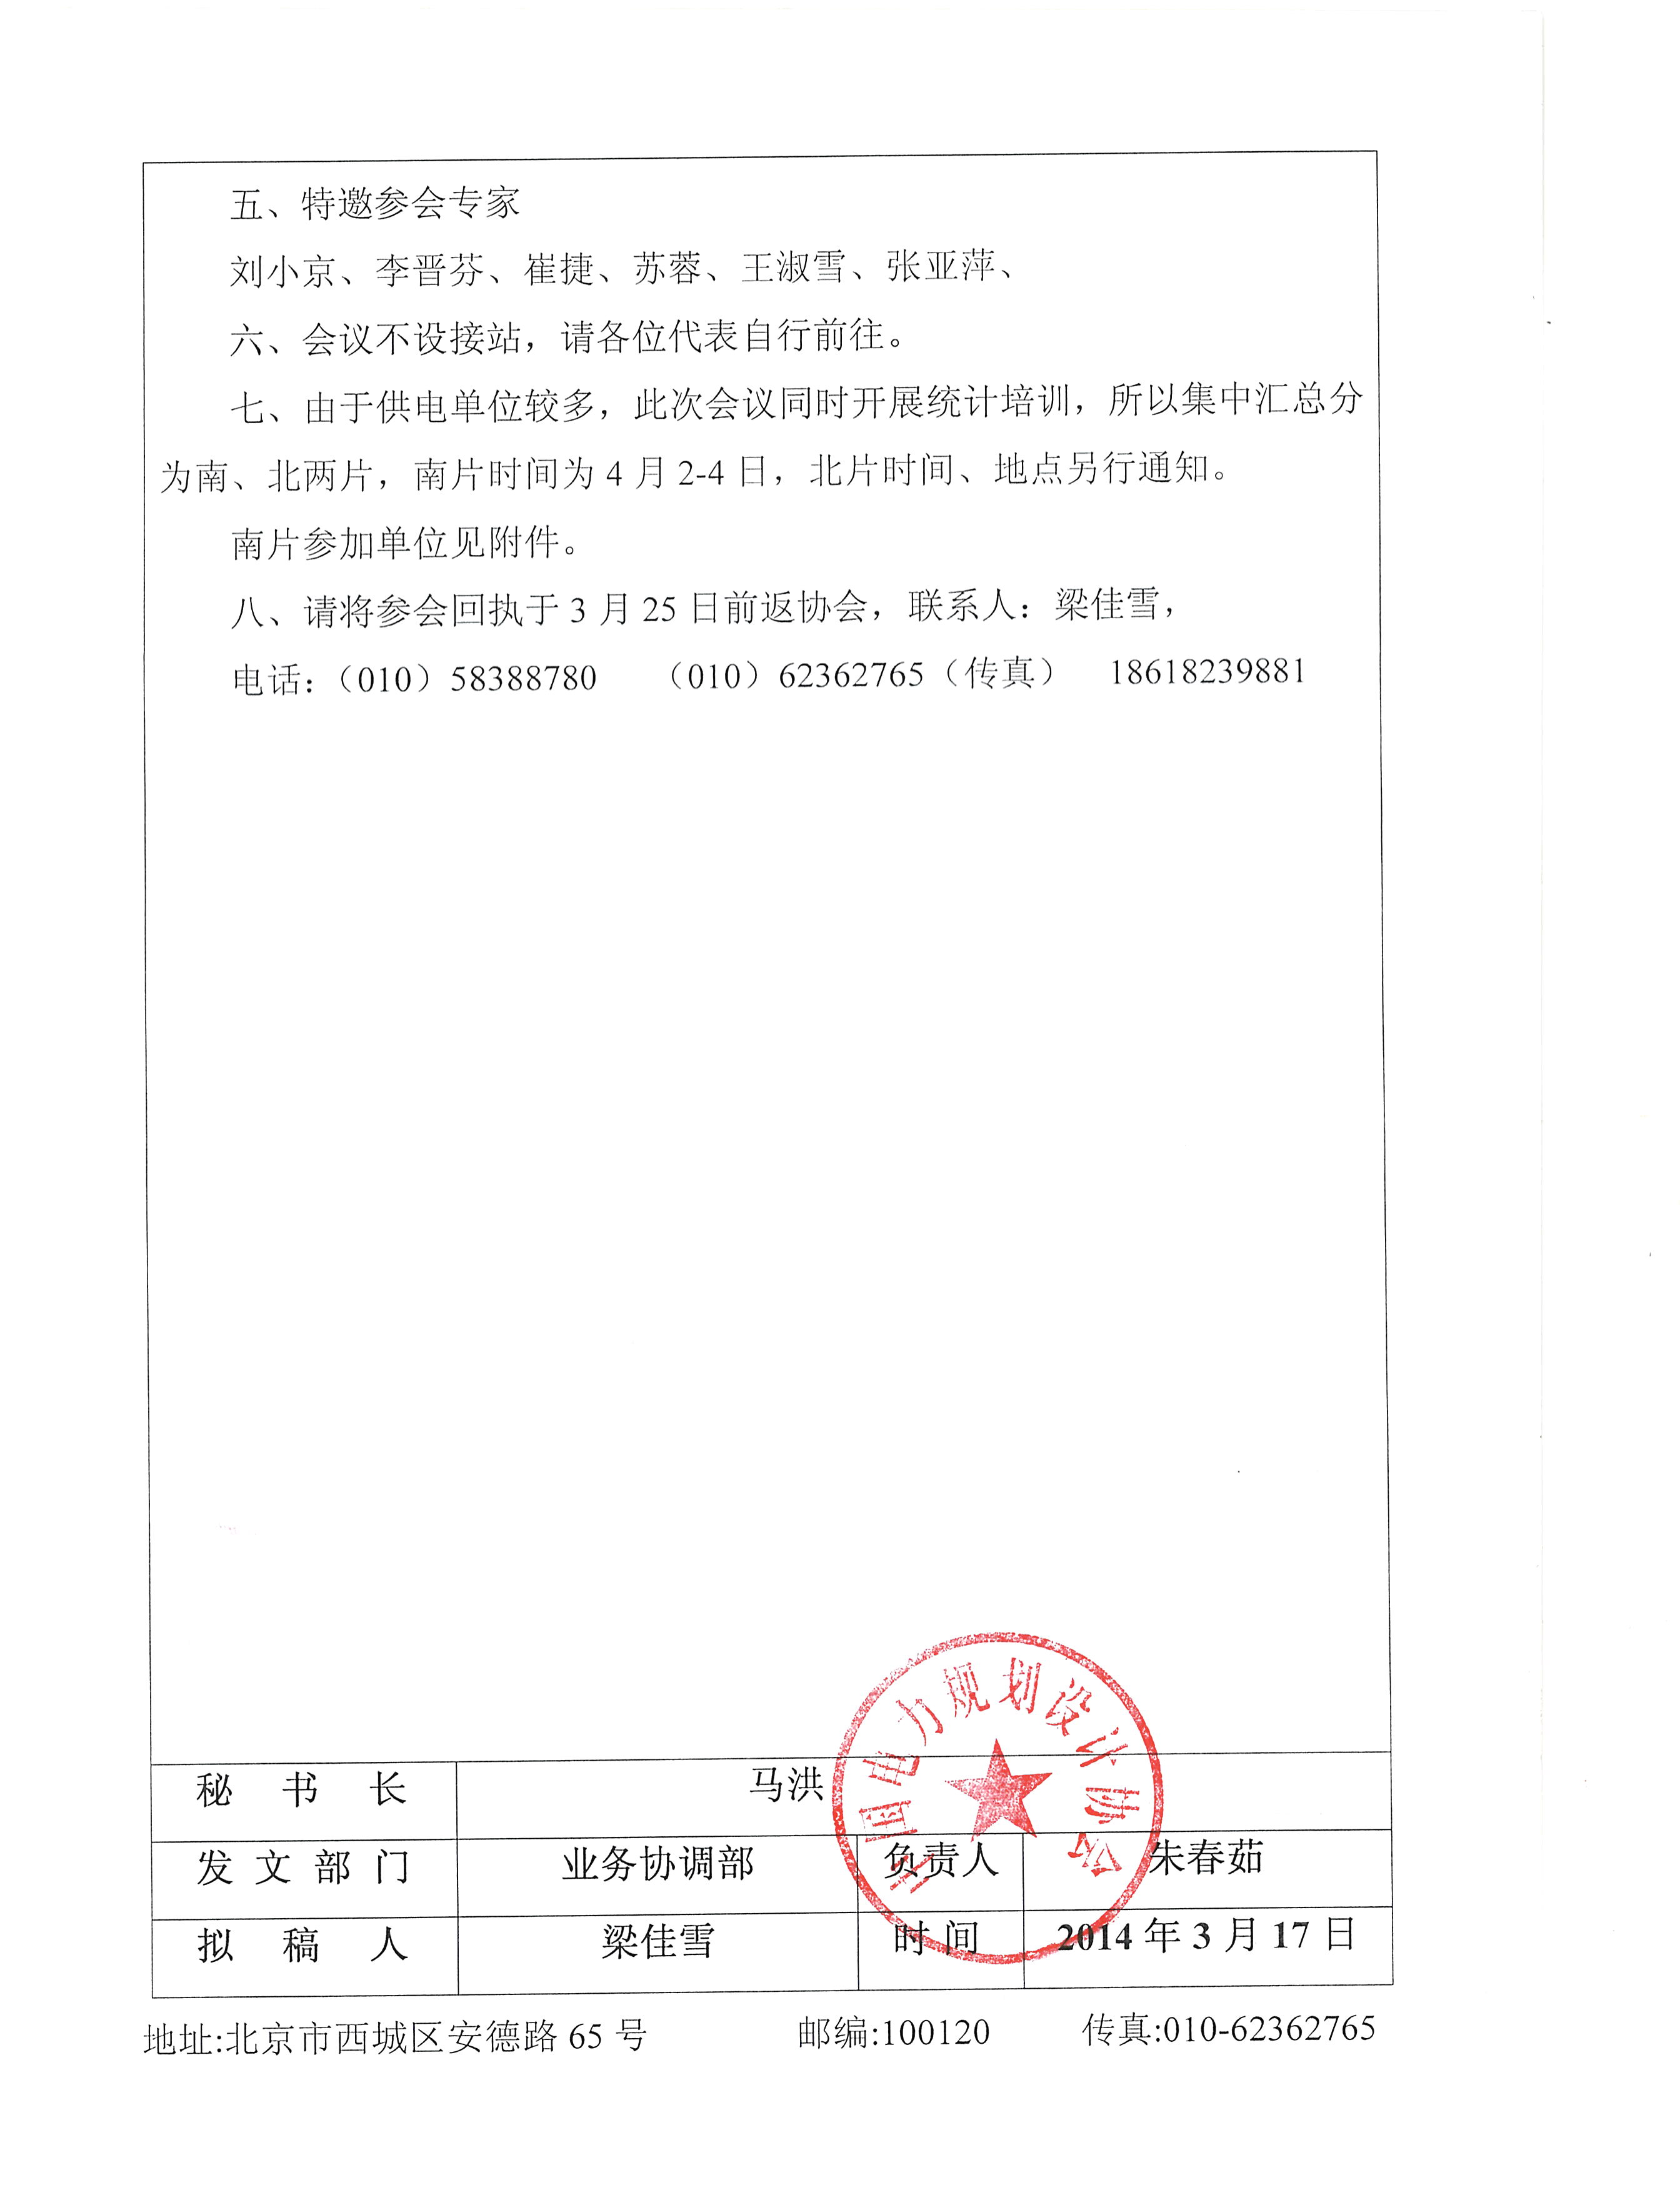 五、特邀参会专家
刘小京、李晋芬、崔捷、苏蓉、王淑雪、张亚萍、
六、会议不设接站，请各位代表自行前往。
七、由于供电单位较多，此次会议同时开展统计培训，所以集中汇总分
为南、北两片，南片时间为 4 月 2-4 日，北片时间、地点另行通知。
南片参加单位见附件。
八、请将参会回执于 3 月 25 日前返协会，联系人：梁佳雪，
电话：（010）58388780 （010）62362765（传真） 18618239881
中国电力规划设计协会
秘 书 长 马洪
发 文 部 门 业务协调部 负责人 朱春茹
拟 稿 人 梁佳雪 时 间 2014 年 3 月 17 日
地址:北京市西城区安德路 65 号 邮编:100120 传真:010-62362765